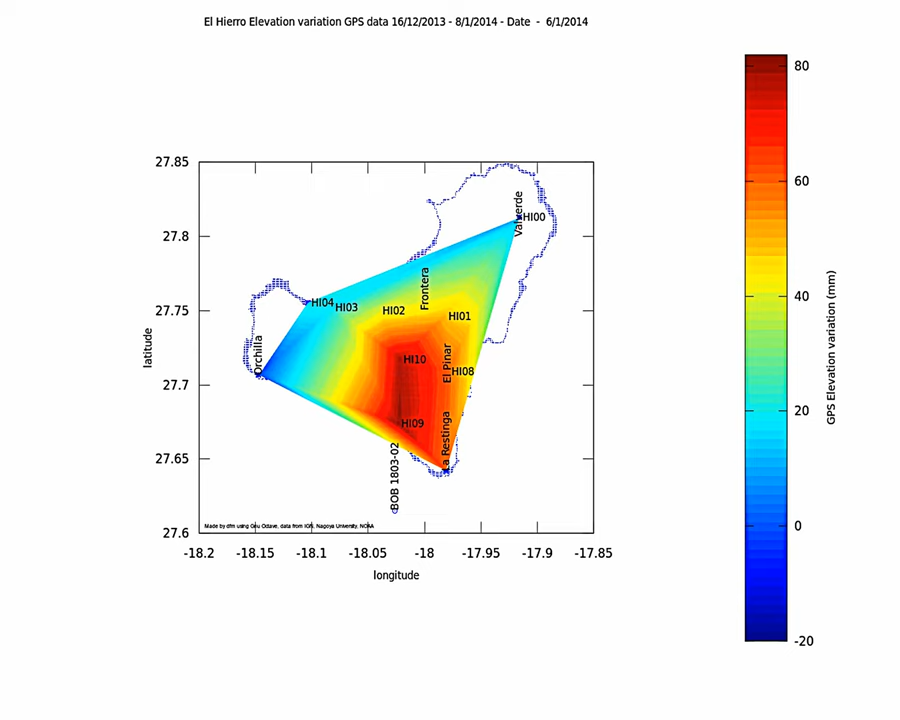 El Hierro Elevation variation GPS data 16/12/2013 - 8/1/2014 - Date - 6/1/2014
80
60
40
20
0
-20
GPS Elevation variation (mm)
27.85
27.8
27.75
27.7
27.65
27.6
latitude
-18.2
-18.15
-18.1
-18.05
-18
-17.95
-17.9
-17.85
longitude
Valverde
HI00
Frontera
HI04
HI03
HI02
HI01
Orchilla
HI10
El Pinar
HI08
HI09
La Restinga
BOB 1803-02
Made by dfm using Gnu Octave, data from IGN, Nagoya University, NOAA